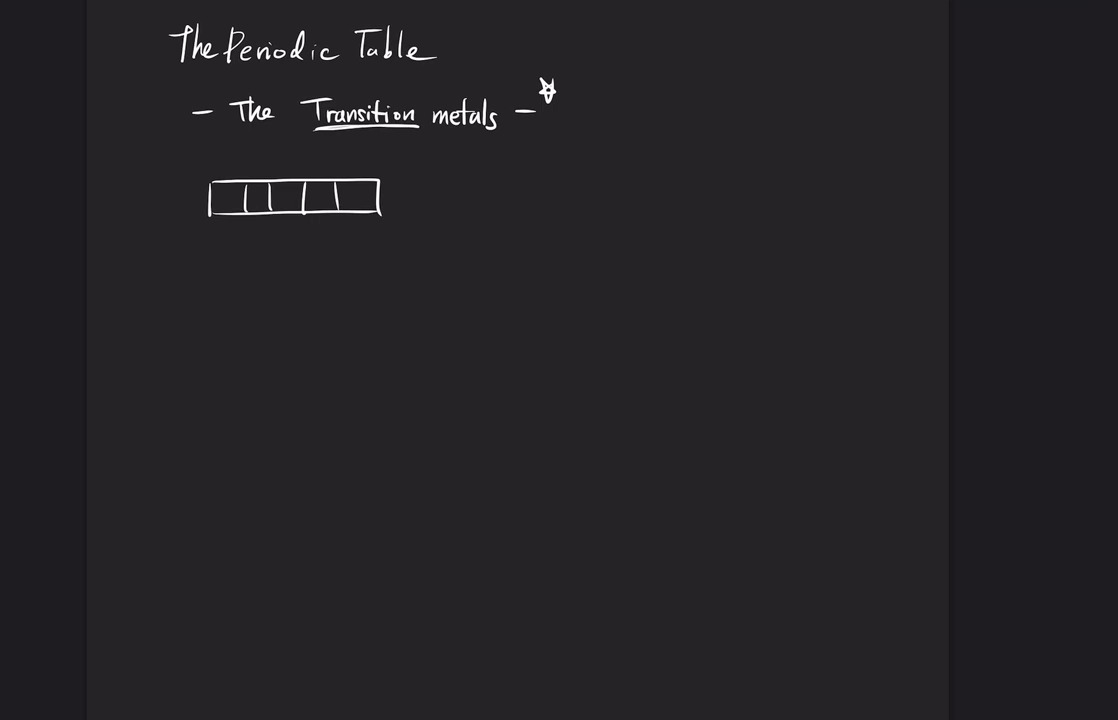 The Periodic Table
- The Transition metals -